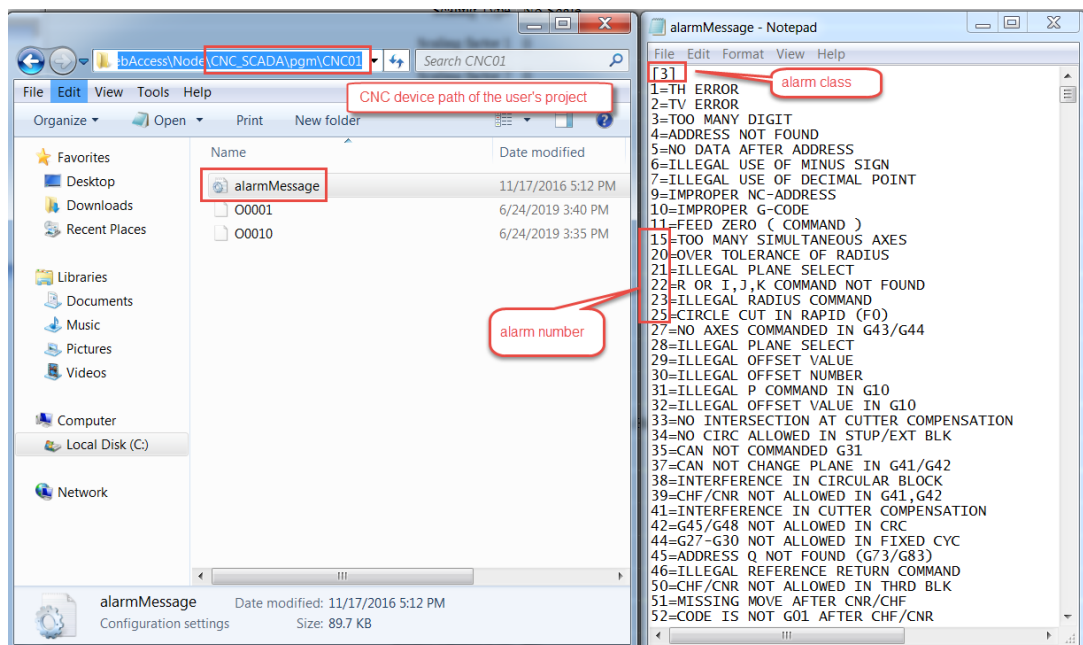 ebAccess\Node\CNC_SCADA\pgm\CNC01
Search CNC01
File Edit View Tools Help
CNC device path of the user's project
Organize
Open
Print
New folder
Favorites
Desktop
Downloads
Recent Places
Libraries
Documents
Music
Pictures
Videos
Computer
Local Disk (C:)
Network
Name
Date modified
alarmMessage
11/17/2016 5:12 PM
O0001
6/24/2019 3:40 PM
O0010
6/24/2019 3:35 PM
alarm number
alarmMessage
Date modified: 11/17/2016 5:12 PM
Configuration settings
Size: 89.7 KB
alarmMessage - Notepad
File Edit Format View Help
[3]
alarm class
1=TH ERROR
2=TV ERROR
3=TOO MANY DIGIT
4=ADDRESS NOT FOUND
5=NO DATA AFTER ADDRESS
6=ILLEGAL USE OF MINUS SIGN
7=ILLEGAL USE OF DECIMAL POINT
9=IMPROPER NC-ADDRESS
10=IMPROPER G-CODE
11=FEED ZERO ( COMMAND )
15=TOO MANY SIMULTANEOUS AXES
20=OVER TOLERANCE OF RADIUS
21=ILLEGAL PLANE SELECT
22=R OR I,J,K COMMAND NOT FOUND
23=ILLEGAL RADIUS COMMAND
25=CIRCLE CUT IN RAPID (F0)
27=NO AXES COMMANDED IN G43/G44
28=ILLEGAL PLANE SELECT
29=ILLEGAL OFFSET VALUE
30=ILLEGAL OFFSET NUMBER
31=ILLEGAL P COMMAND IN G10
32=ILLEGAL OFFSET VALUE IN G10
33=NO INTERSECTION AT CUTTER COMPENSATION
34=NO CIRC ALLOWED IN STUP/EXT BLK
35=CAN NOT COMMANDED G31
37=CAN NOT CHANGE PLANE IN G41/G42
38=INTERFERENCE IN CIRCULAR BLOCK
39=CHF/CNR NOT ALLOWED IN G41,G42
41=INTERFERENCE IN CUTTER COMPENSATION
42=G45/G48 NOT ALLOWED IN CRC
44=G27-G30 NOT ALLOWED IN FIXED CYC
45=ADDRESS Q NOT FOUND (G73/G83)
46=ILLEGAL REFERENCE RETURN COMMAND
50=CHF/CNR NOT ALLOWED IN THRD BLK
51=MISSING MOVE AFTER CNR/CHF
52=CODE IS NOT G01 AFTER CHF/CNR